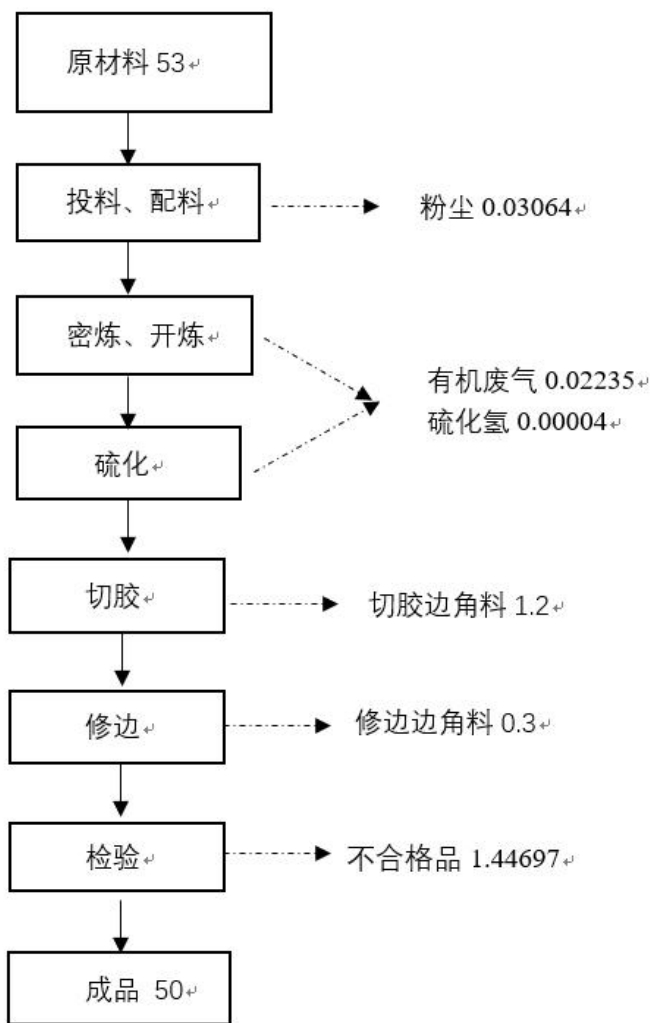 原材料 53
投料、配料
粉尘 0.03064
密炼、开炼
有机废气 0.02235
硫化氢 0.00004
硫化
切胶
切胶边角料 1.2
修边
修边边角料 0.3
检验
不合格品 1.44697
成品 50